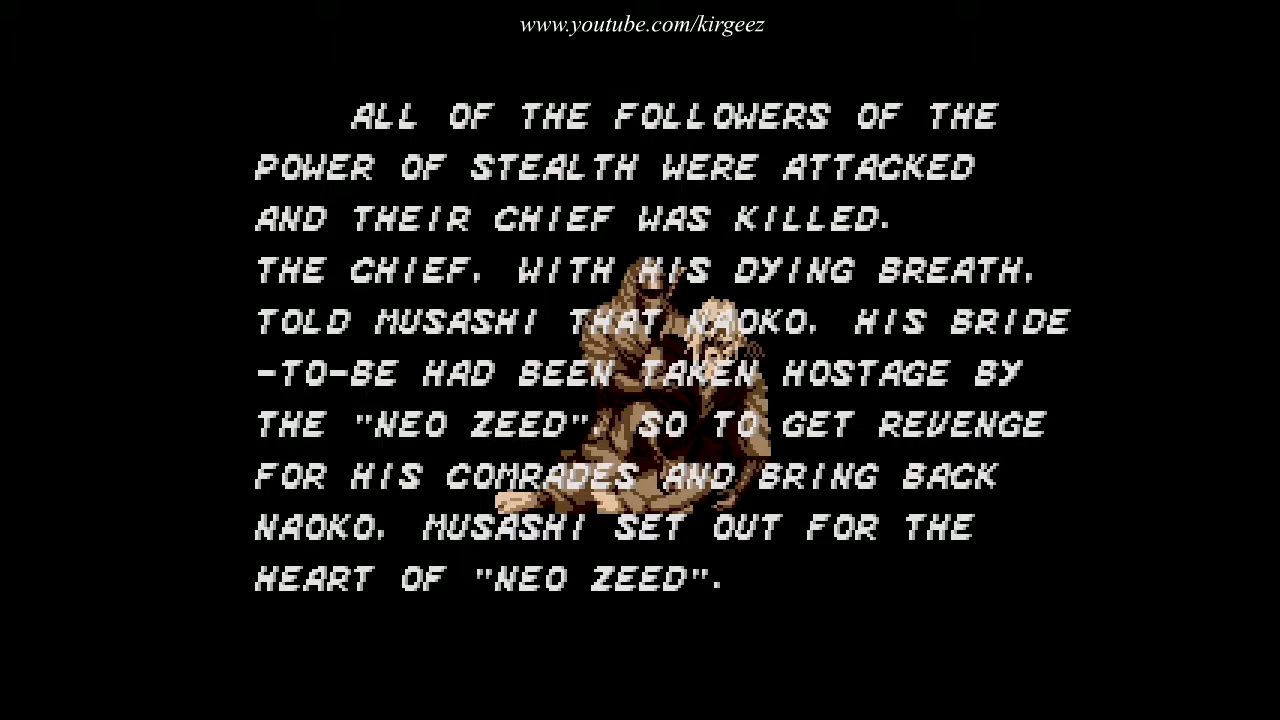 www.youtube.com/kirgeez
ALL OF THE FOLLOWERS OF THE
POWER OF STEALTH WERE ATTACKED
AND THEIR CHIEF WAS KILLED.
THE CHIEF, WITH HIS DYING BREATH,
TOLD MUSASHI THAT NAOKO, HIS BRIDE
-TO-BE HAD BEEN TAKEN HOSTAGE BY
THE "NEO ZEED". SO TO GET REVENGE
FOR HIS COMRADES AND BRING BACK
NAOKO, MUSASHI SET OUT FOR THE
HEART OF "NEO ZEED".